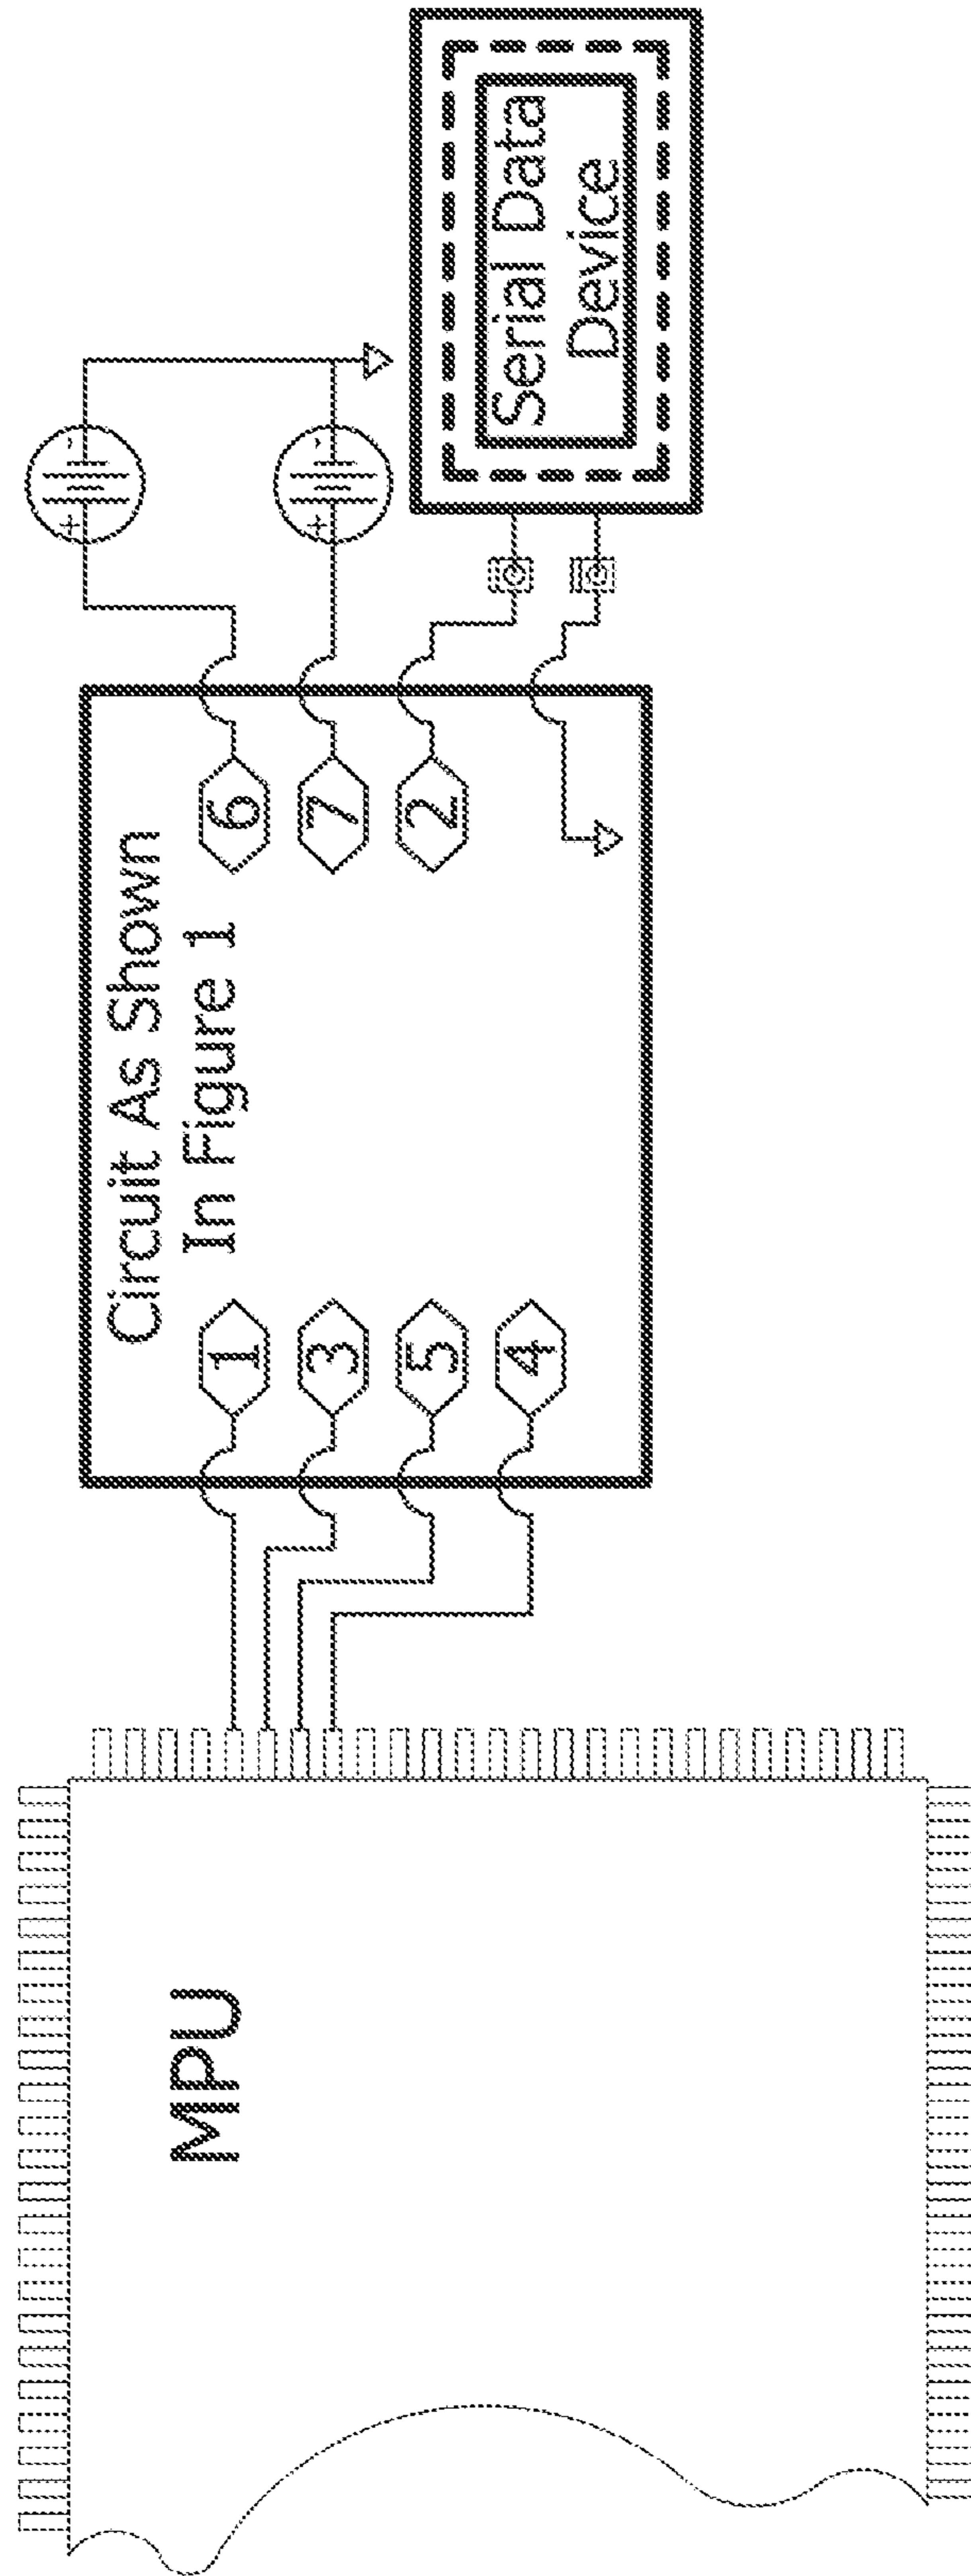 MPU
Circuit As Shown
In Figure 1
1
3
5
4
6
7
2
+ -
+ -
Serial Data
Device